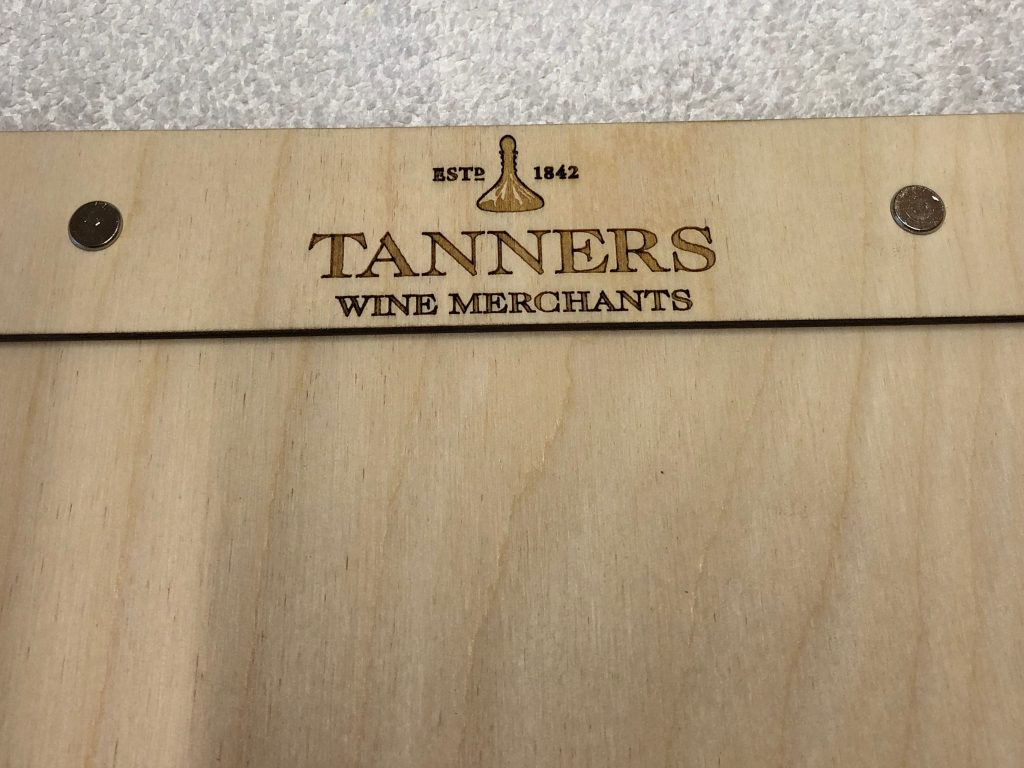 ESTD 1842
TANNERS
WINE MERCHANTS